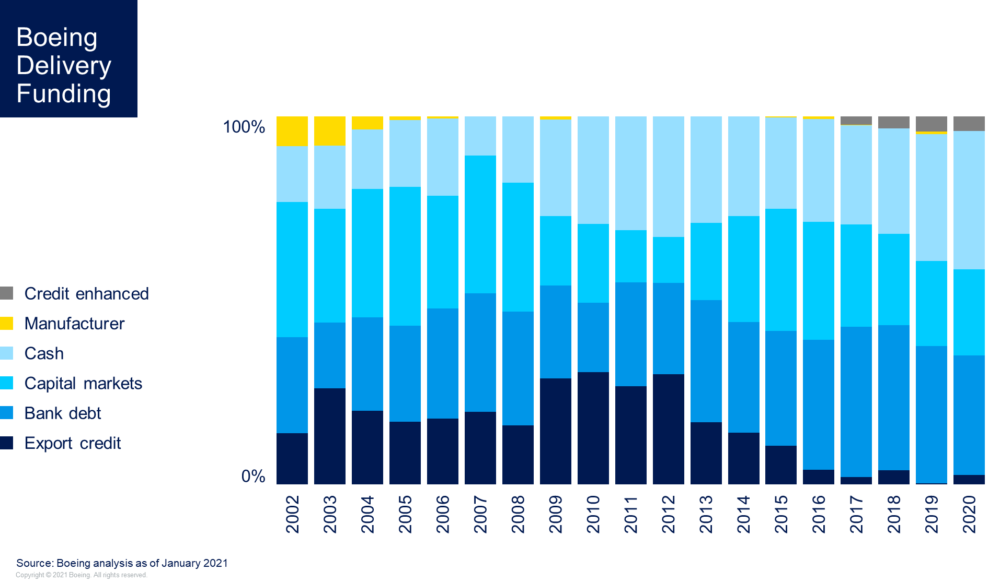 Boeing
Delivery
Funding
100%
0%
Credit enhanced
Manufacturer
Cash
Capital markets
Bank debt
Export credit
2002
2003
2004
2005
2006
2007
2008
2009
2010
2011
2012
2013
2014
2015
2016
2017
2018
2019
2020
Source: Boeing analysis as of January 2021
Copyright © 2021 Boeing. All rights reserved.